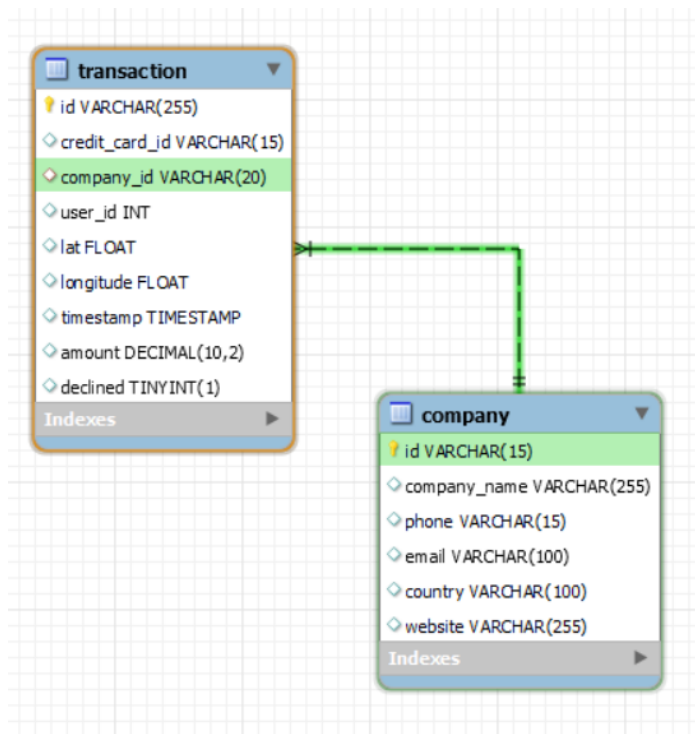 transaction
id VARCHAR(255)
credit_card_id VARCHAR(15)
company_id VARCHAR(20)
user_id INT
lat FLOAT
longitude FLOAT
timestamp TIMESTAMP
amount DECIMAL(10,2)
declined TINYINT(1)
Indexes
company
id VARCHAR(15)
company_name VARCHAR(255)
phone VARCHAR(15)
email VARCHAR(100)
country VARCHAR(100)
website VARCHAR(255)
Indexes